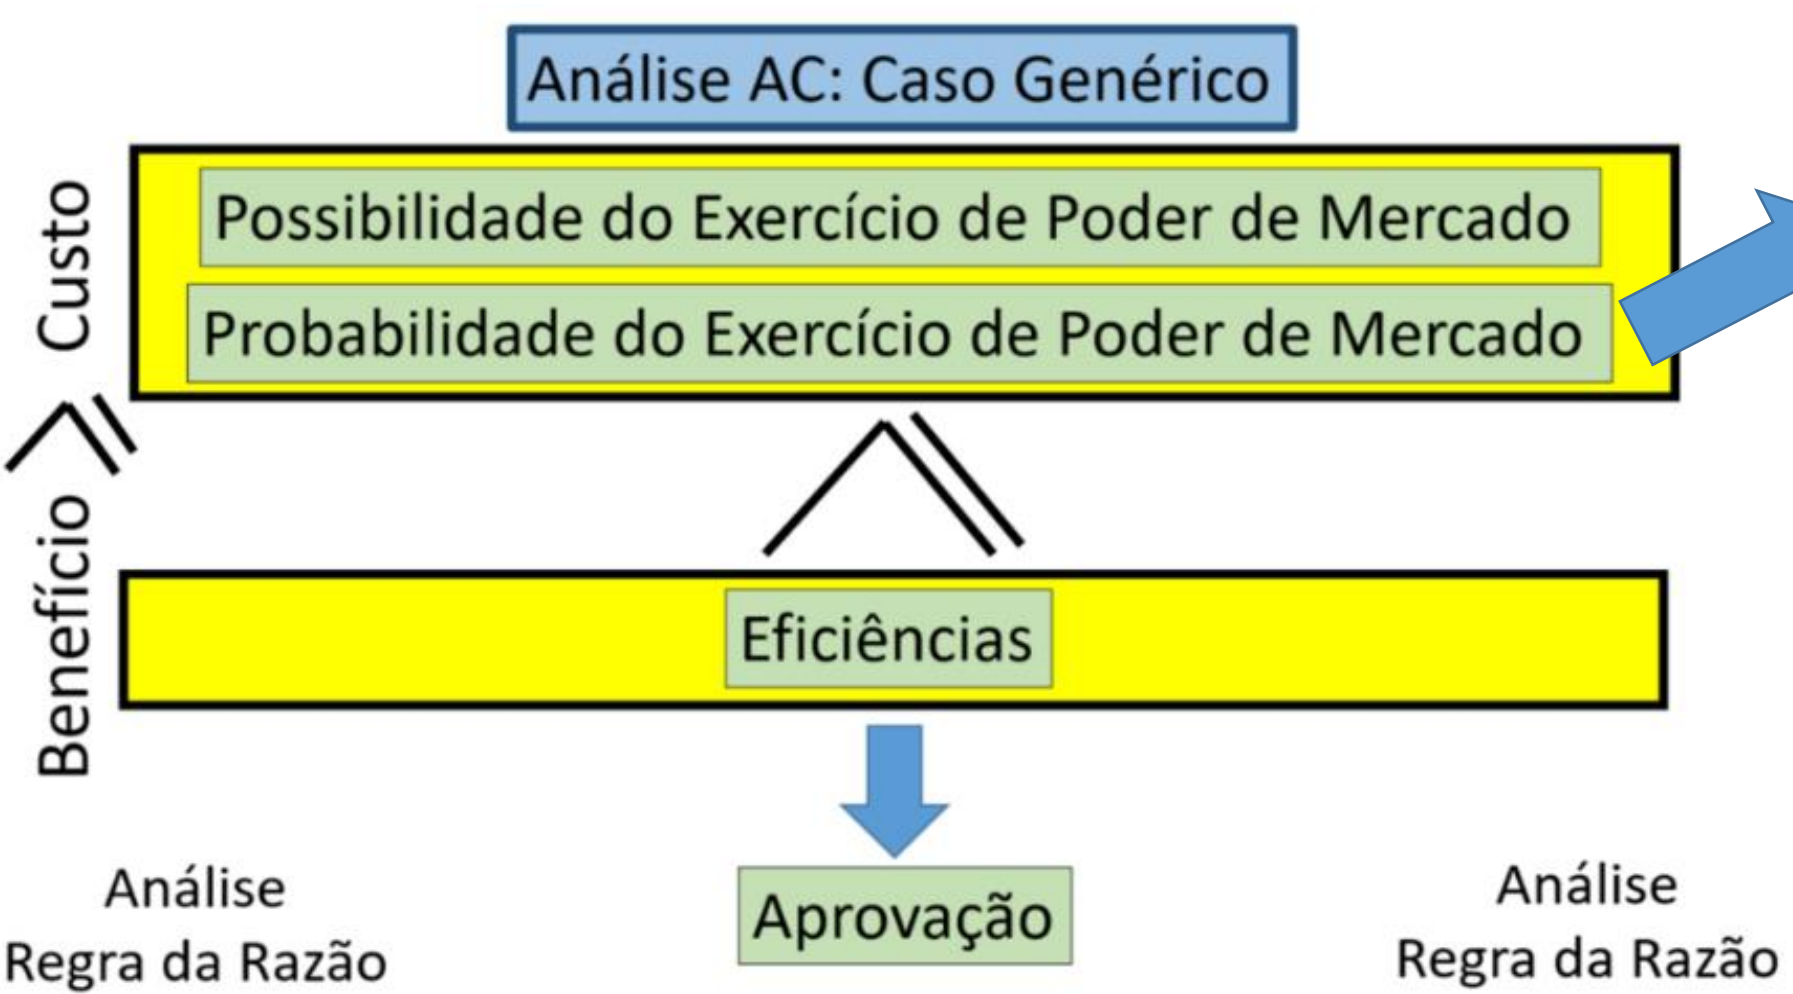 Análise AC: Caso Genérico
Custo
Possibilidade do Exercício de Poder de Mercado
Probabilidade do Exercício de Poder de Mercado
Benefício
Eficiências
Aprovação
Análise
Regra da Razão
Análise
Regra da Razão